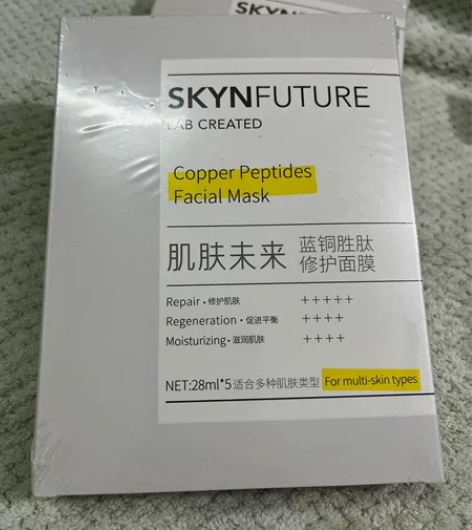 SKYN
SKYNFUTURE
LAB CREATED
Copper Peptides
Facial Mask
肌肤未来 蓝铜胜肽
修护面膜
Repair•修护肌肤 +++++
Regeneration•促进平衡 ++++
Moisturizing•滋润肌肤 ++++
NET:28ml*5 适合多种肌肤类型 For multi-skin types